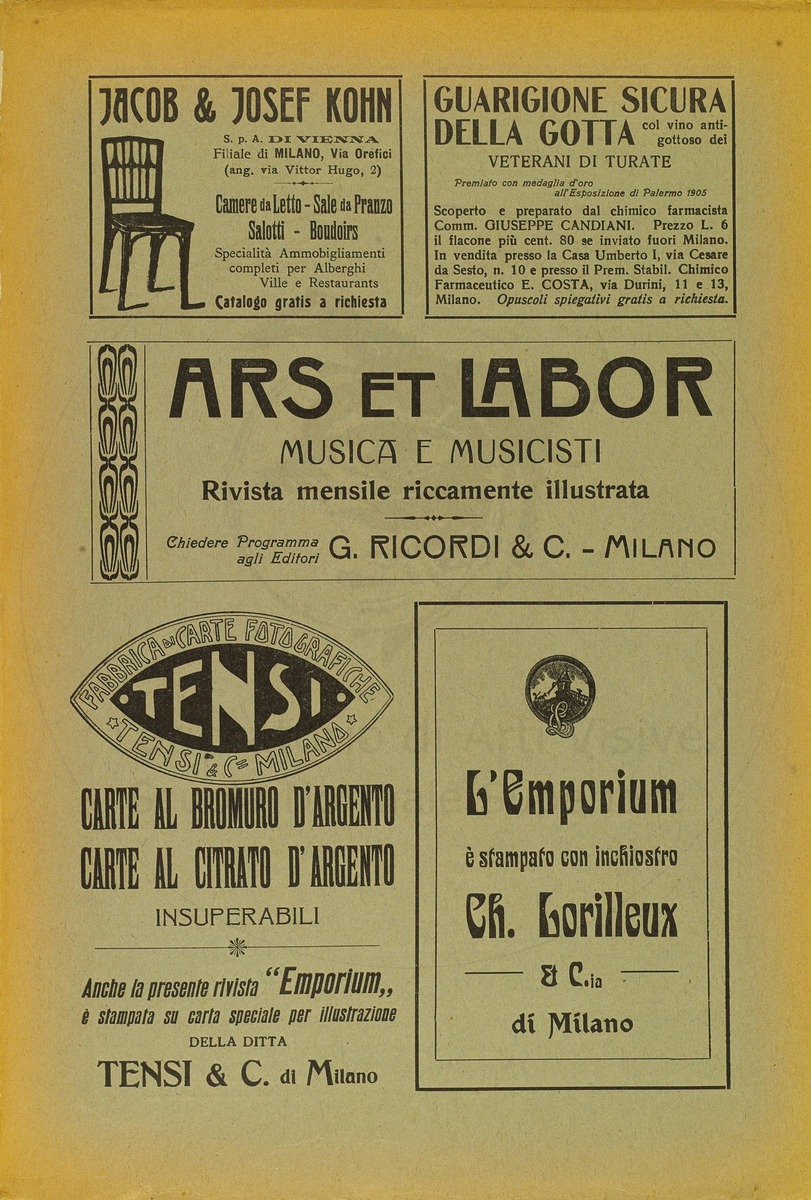 JACOB & JOSEF KOHN
S. p. A. DI VIENNA
Filiale di MILANO, Via Orefici
(ang. via Vittor Hugo, 2)
Camere da Letto - Sale da Pranzo
Salotti - Boudoirs
Specialità Ammobigliamenti
completi per Alberghi
Ville e Restaurants
Catalogo gratis a richiesta
GUARIGIONE SICURA
DELLA GOTTA col vino anti-
gottoso dei
VETERANI DI TURATE
Premiato con medaglia d'oro
all'Esposizione di Palermo 1905
Scoperto e preparato dal chimico farmacista
Comm. GIUSEPPE CANDIANI. Prezzo L. 6
il flacone più cent. 80 se inviato fuori Milano.
In vendita presso la Casa Umberto I, via Cesare
da Sesto, n. 10 e presso il Prem. Stabil. Chimico
Farmaceutico E. COSTA, via Durini, 11 e 13,
Milano. Opuscoli spiegativi gratis a richiesta.
ARS ET LABOR
MUSICA E MUSICISTI
Rivista mensile riccamente illustrata
Chiedere Programma
agli Editori
G. RICORDI & C. - MILANO
FABBRICA DI CARTE FOTOGRAFICHE
TENSI
TENSI & C. MILANO
CARTE AL BROMURO D'ARGENTO
CARTE AL CITRATO D'ARGENTO
INSUPERABILI
Anche la presente rivista "Emporium,,
è stampata su carta speciale per illustrazione
DELLA DITTA
TENSI & C. di Milano
L'Emporium
è stampato con inchiostro
Ch. Lorilleux
& C.ia
di Milano